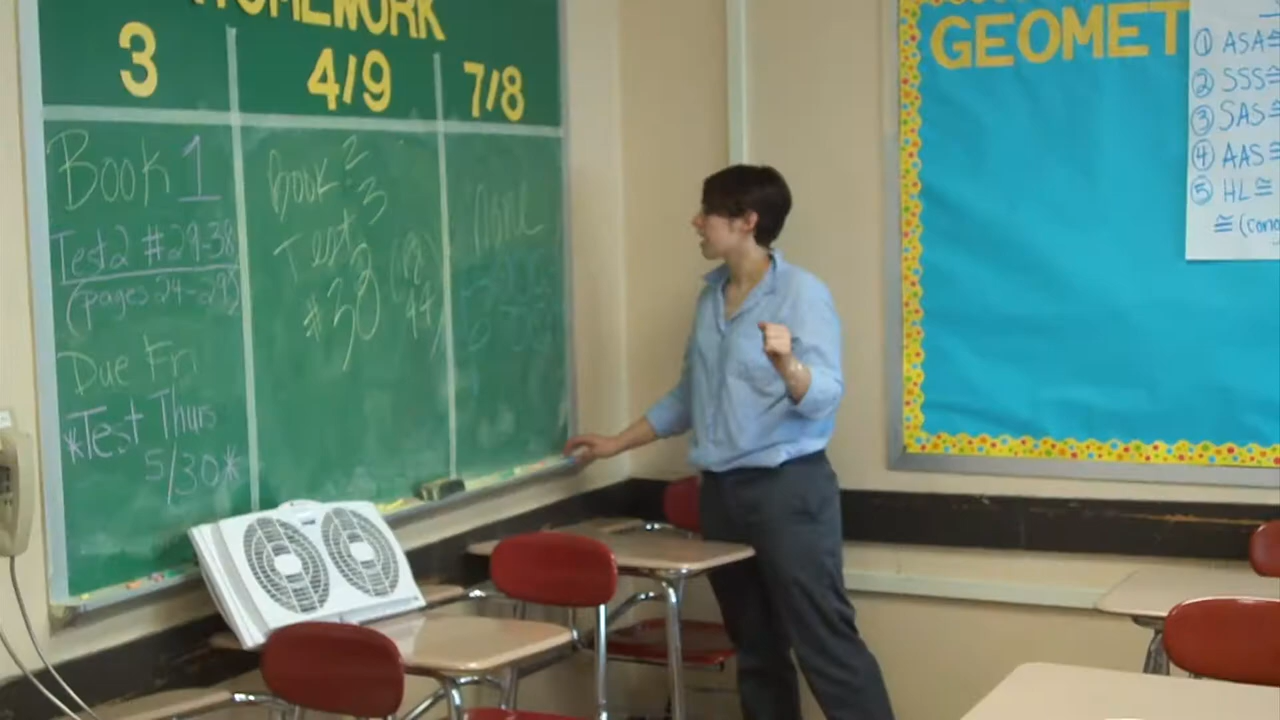 HOMEWORK
3
4/9
7/8
Book 1
Test 2 #29-38
(pages 24-29)
Due Fri
*Test Thurs
5/30*
Book 2
3
Test
#30
44)
None
GEOMET
① ASA≅
② SSS≅
③ SAS≅
④ AAS≅
⑤ HL≅
≅ (cond